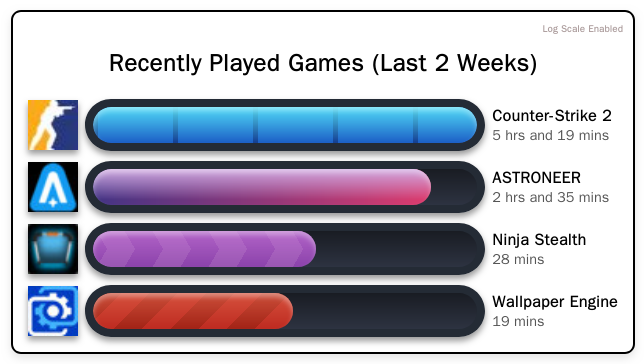 Log Scale Enabled
Recently Played Games (Last 2 Weeks)
Counter-Strike 2
5 hrs and 19 mins
ASTRONEER
2 hrs and 35 mins
Ninja Stealth
28 mins
Wallpaper Engine
19 mins